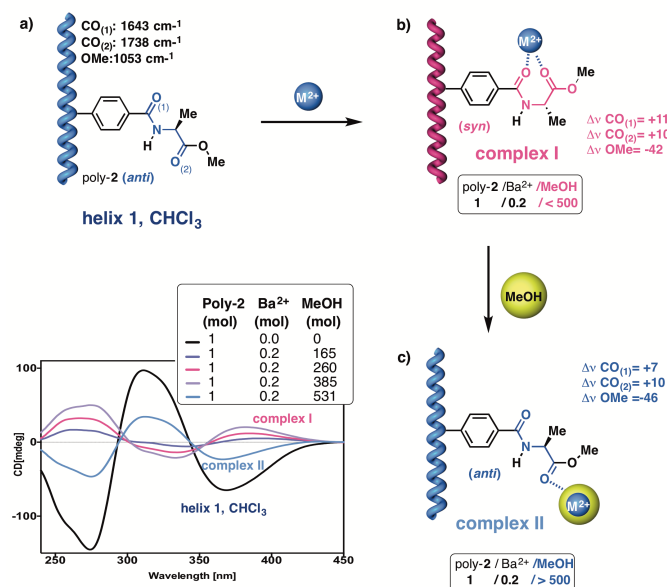 a)
CO(1): 1643 cm-1
CO(2): 1738 cm-1
OMe:1053 cm-1
O
(1)
N
H
Me
O
Me
O
(2)
poly-2 (anti)
helix 1, CHCl3
M2+
b)
M2+
O
O
Me
O
N
H
Me
(syn)
complex I
Δν CO(1)= +11
Δν CO(2)= +10
Δν OMe= -42
poly-2 /Ba2+/MeOH
1 / 0.2 / < 500
MeOH
c)
Δν CO(1)= +7
Δν CO(2)= +10
Δν OMe =-46
O
N
H
Me
Me
O
O
(anti)
M2+
complex II
poly-2 / Ba2+ /MeOH
1 / 0.2 / > 500
Poly-2 Ba2+ MeOH
(mol) (mol) (mol)
1 0.0 0
1 0.2 165
1 0.2 260
1 0.2 385
1 0.2 531
100
0
-100
CD[mdeg]
complex I
complex II
helix 1, CHCl3
250 300 350 400 450
Wavelength [nm]